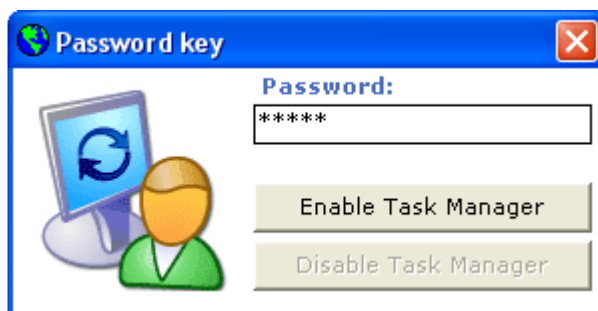 Password key
Password:
*****
Enable Task Manager
Disable Task Manager